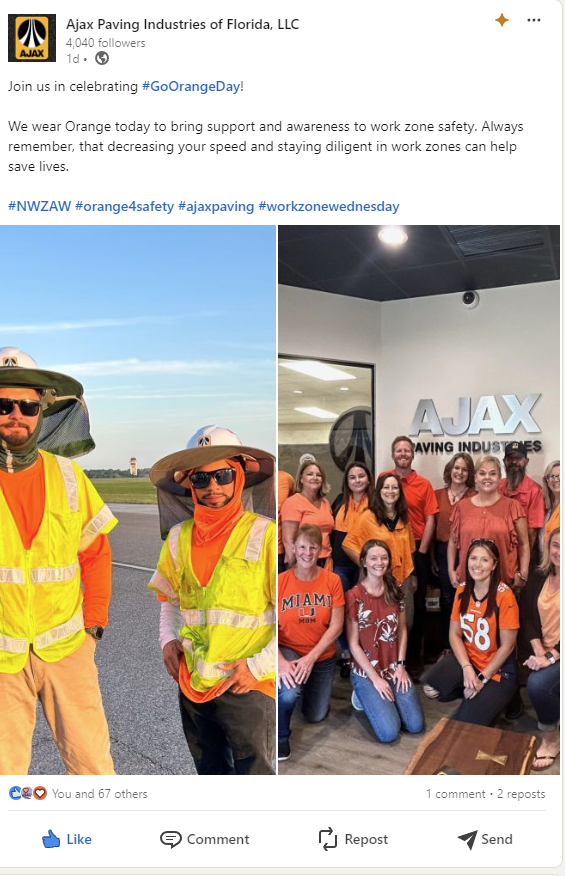 Ajax Paving Industries of Florida, LLC
4,040 followers
1d •
AJAX
Join us in celebrating #GoOrangeDay!
We wear Orange today to bring support and awareness to work zone safety. Always
remember, that decreasing your speed and staying diligent in work zones can help
save lives.
#NWZAW #orange4safety #ajaxpaving #workzonewednesday
AJAX
PAVING INDUSTRIES
MIAMI
U
MOM
58
You and 67 others
1 comment • 2 reposts
Like
Comment
Repost
Send